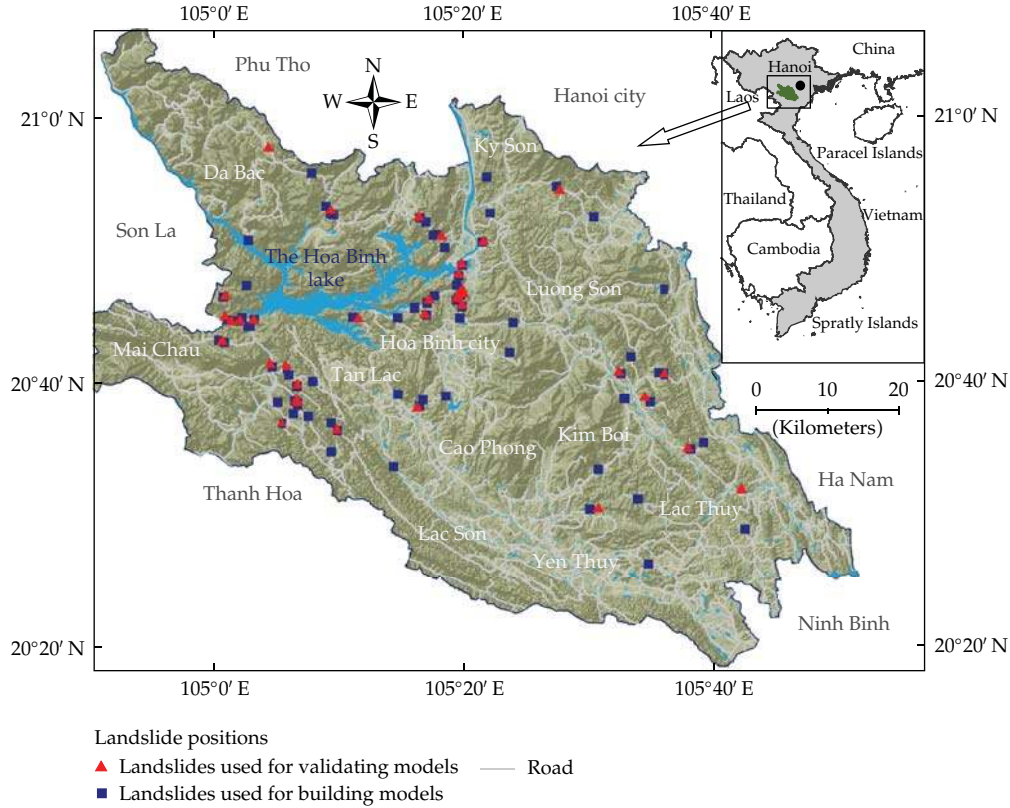 105°0′ E
105°20′ E
105°40′ E
Phu Tho
China
Hanoi
N
W
E
S
Hanoi city
Laos
21°0′ N
21°0′ N
Ky Son
Paracel Islands
Da Bac
Thailand
Vietnam
Son La
Cambodia
The Hoa Binh
lake
Luong Son
Spratly Islands
Hoa Binh city
Mai Chau
Tan Lac
20°40′ N
20°40′ N
0
10
20
(Kilometers)
Kim Boi
Cao Phong
Ha Nam
Thanh Hoa
Lac Thuy
Lac Son
Yen Thuy
Ninh Binh
20°20′ N
20°20′ N
105°0′ E
105°20′ E
105°40′ E
Landslide positions
Landslides used for validating models
Road
Landslides used for building models